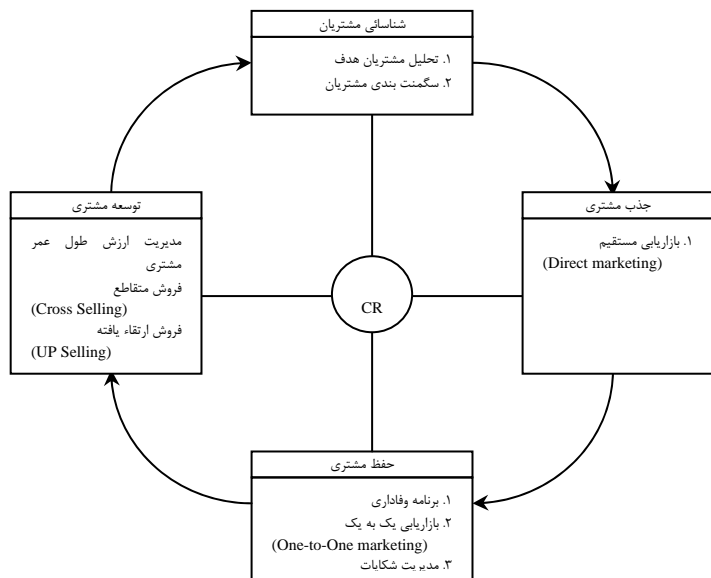 شناسائی مشتریان
۱. تحلیل مشتریان هدف
۲. سگمنت بندی مشتریان
جذب مشتری
۱. بازاریابی مستقیم
(Direct marketing)
حفظ مشتری
۱. برنامه وفاداری
۲. بازاریابی یک به یک
(One-to-One marketing)
۳. مدیریت شکایات
توسعه مشتری
مدیریت ارزش طول عمر
مشتری
فروش متقاطع
(Cross Selling)
فروش ارتقاء یافته
(UP Selling)
CR